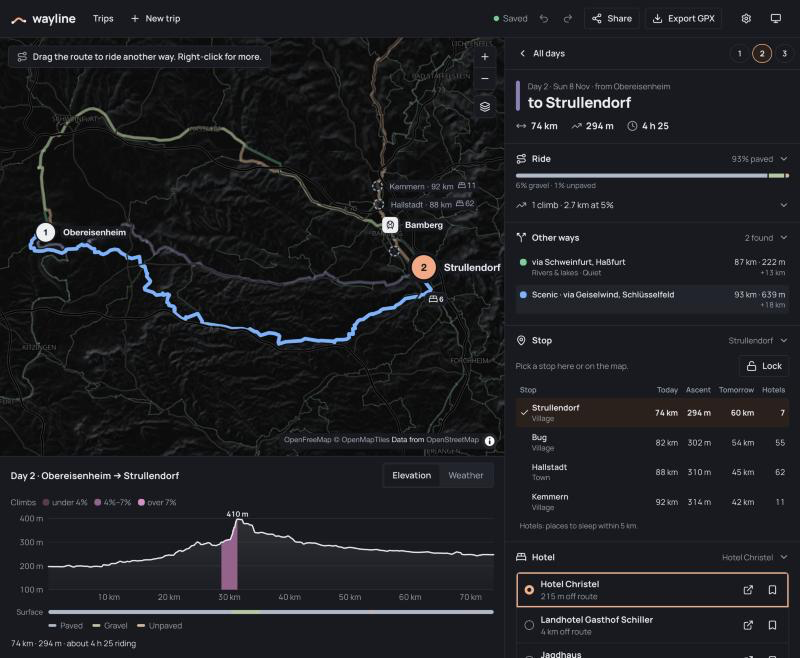 wayline
Trips
New trip
Saved
Share
Export GPX
Drag the route to ride another way. Right-click for more.
LICHTENFELS
BAD STAFFELSTEIN
SCHWEINFURT
Kemmern · 92 km 11
Hallstadt · 88 km 62
Bamberg
1
Obereisenheim
2
Strullendorf
6
KITZINGEN
FORCHHEIM
ERLANGEN
OpenFreeMap © OpenMapTiles Data from OpenStreetMap
Day 2 · Obereisenheim → Strullendorf
Elevation
Weather
Climbs
under 4%
4%–7%
over 7%
410 m
400 m
300 m
200 m
100 m
10 km
20 km
30 km
40 km
50 km
60 km
70 km
Surface
Paved
Gravel
Unpaved
74 km · 294 m · about 4 h 25 riding
All days
1
2
3
Day 2 · Sun 8 Nov · from Obereisenheim
to Strullendorf
74 km
294 m
4 h 25
Ride
93% paved
6% gravel · 1% unpaved
1 climb · 2.7 km at 5%
Other ways
2 found
via Schweinfurt, Haßfurt
87 km · 222 m
Rivers & lakes · Quiet
+13 km
Scenic · via Geiselwind, Schlüsselfeld
93 km · 639 m
+18 km
Stop
Strullendorf
Pick a stop here or on the map.
Lock
Stop Today Ascent Tomorrow Hotels
Strullendorf 74 km 294 m 60 km 7
Village
Bug 82 km 302 m 54 km 55
Village
Hallstadt 88 km 310 m 45 km 62
Town
Kemmern 92 km 314 m 42 km 11
Village
Hotels: places to sleep within 5 km.
Hotel
Hotel Christel
Hotel Christel
215 m off route
Landhotel Gasthof Schiller
4 km off route
Jagdhaus